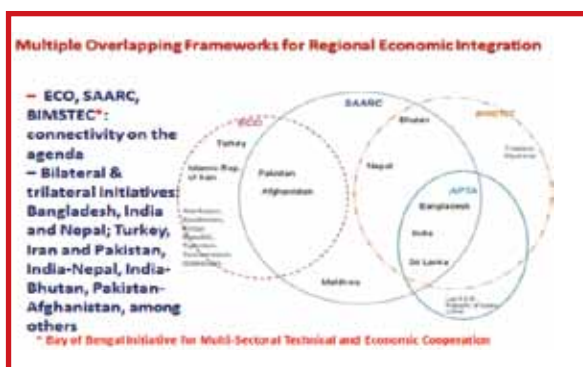 Multiple Overlapping Frameworks for Regional Economic Integration
– ECO, SAARC,
BIMSTEC*:
connectivity on the
agenda
– Bilateral &
trilateral initiatives:
Bangladesh, India
and Nepal; Turkey,
Iran and Pakistan,
India-Nepal, India-
Bhutan, Pakistan-
Afghanistan, among
others
ECO
SAARC
BIMSTEC
APTA
Turkey
Islamic Rep.
of Iran
Pakistan
Afghanistan
Bhutan
Nepal
Bangladesh
India
Sri Lanka
Maldives
* Bay of Bengal Initiative for Multi-Sectoral Technical and Economic Cooperation